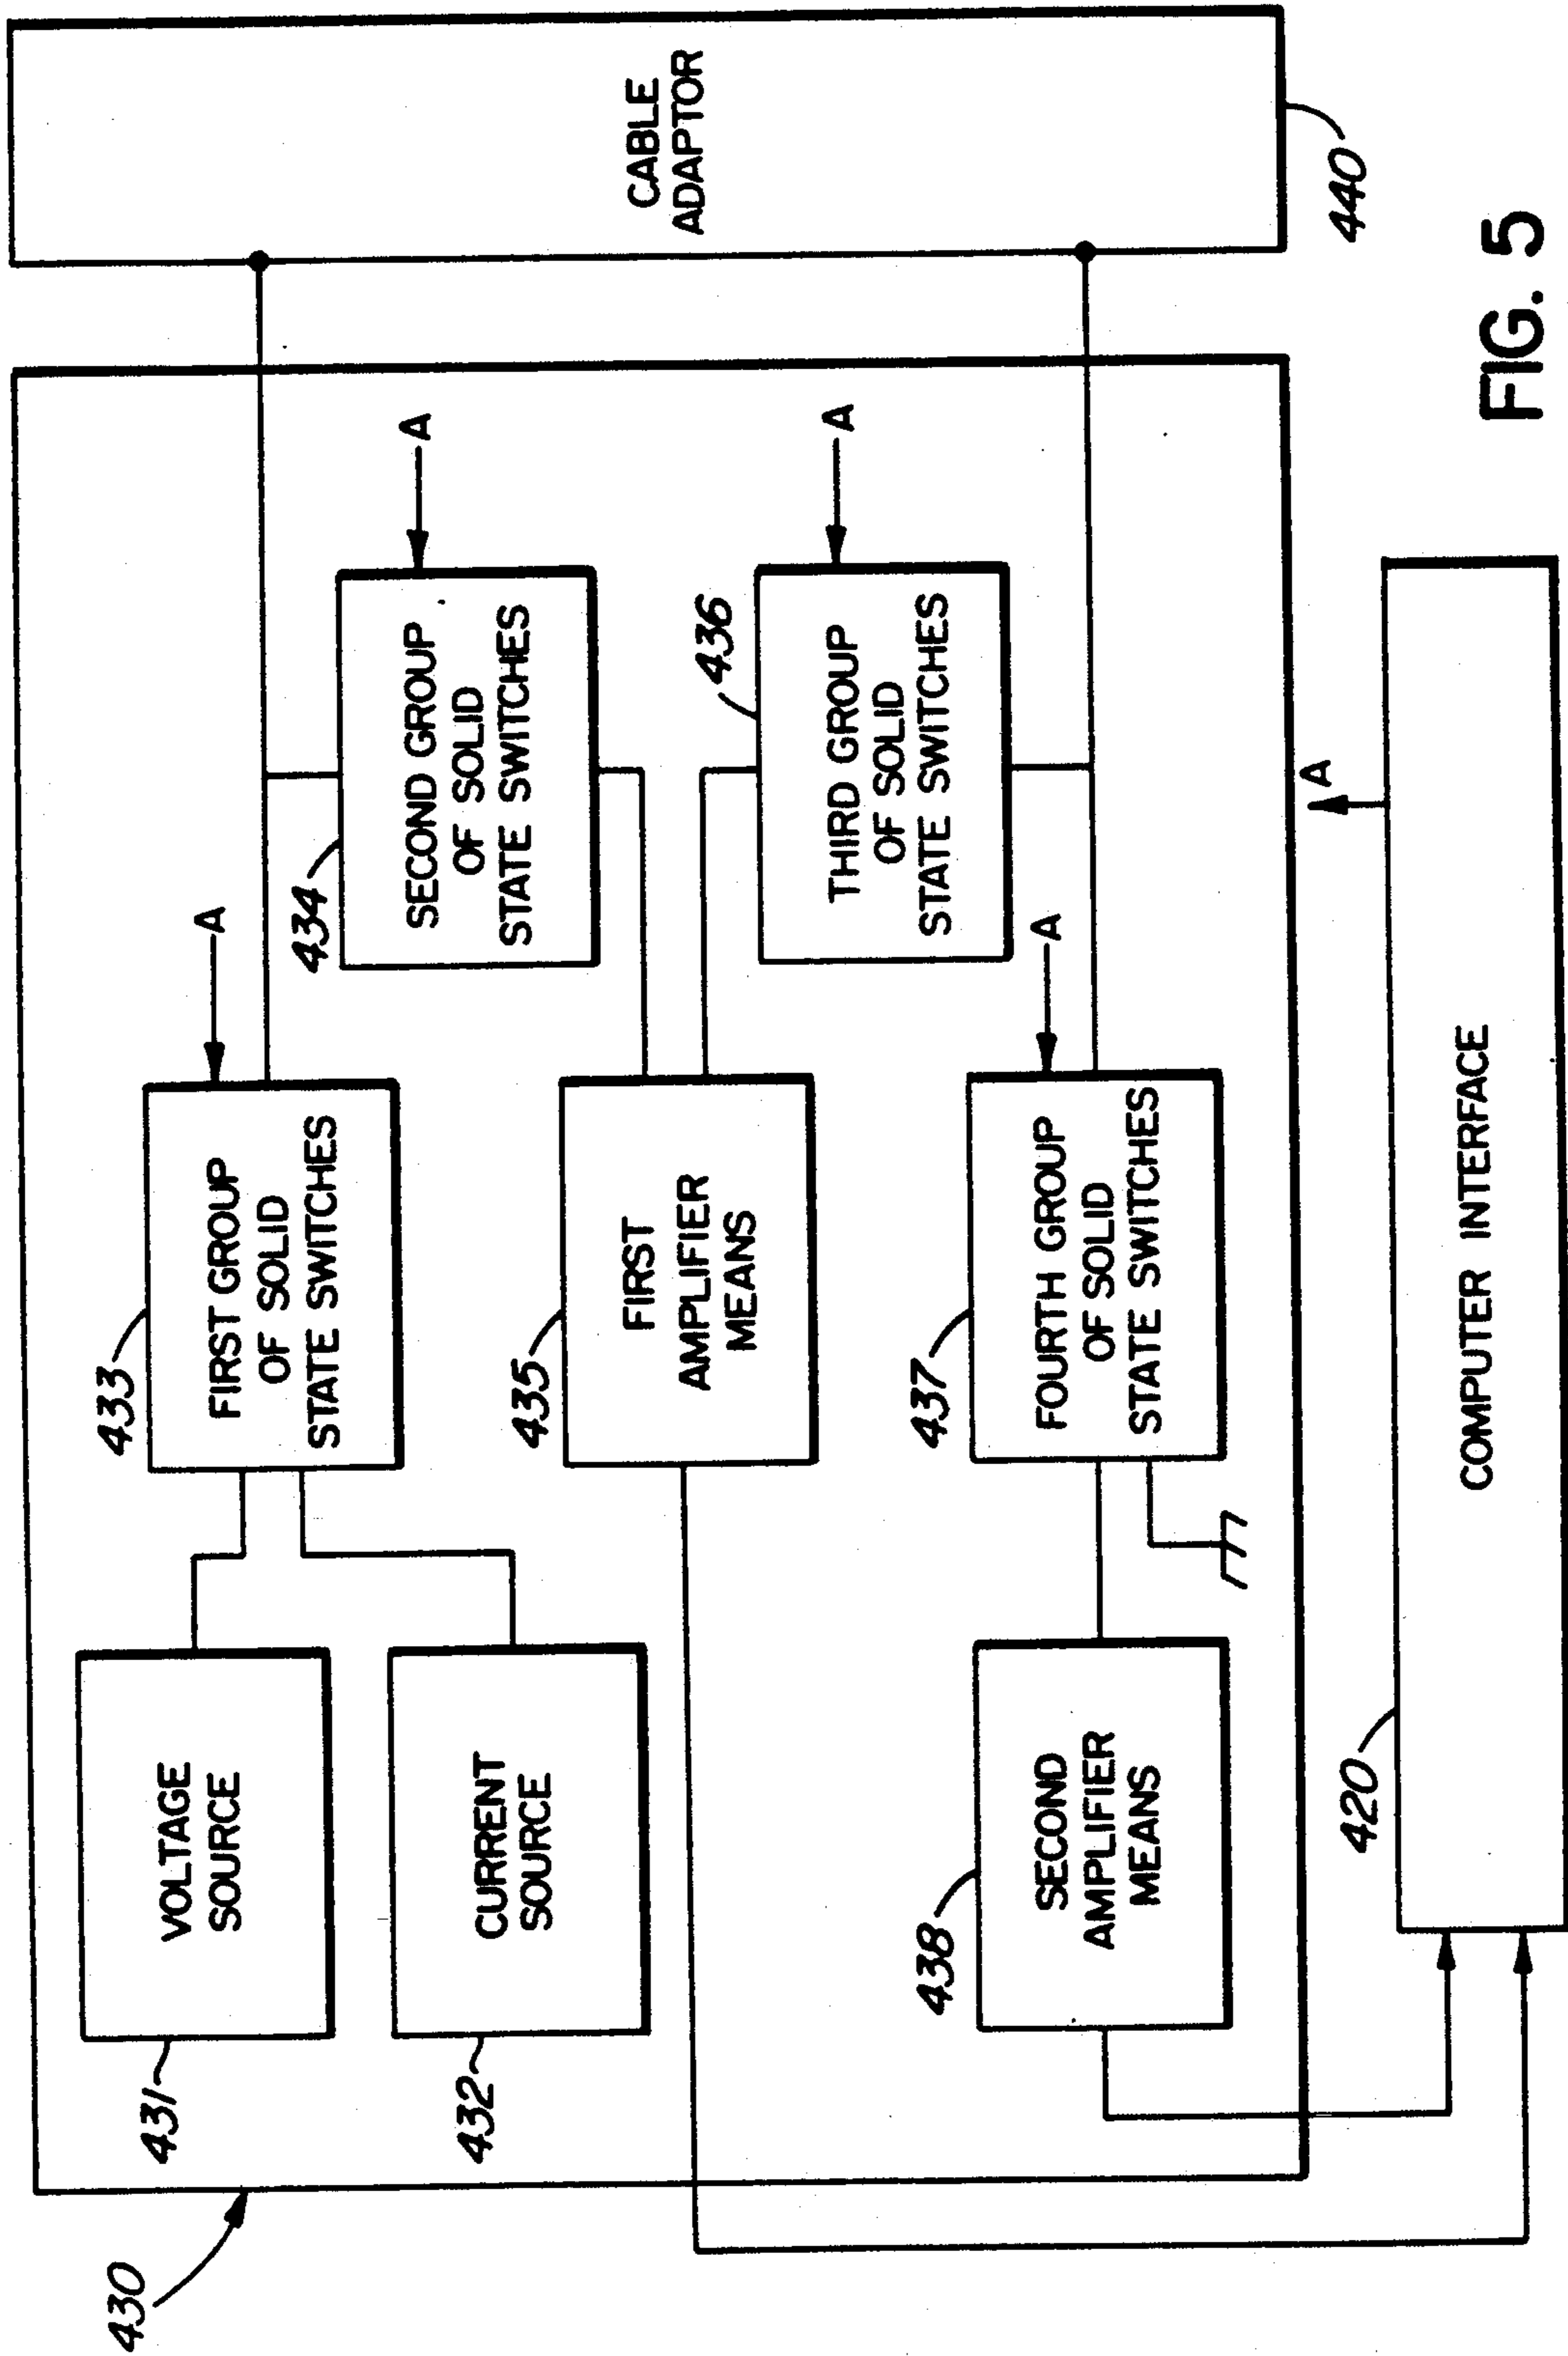 430
431
VOLTAGE
SOURCE
432
CURRENT
SOURCE
433
FIRST GROUP
OF SOLID
STATE SWITCHES
A
434
SECOND GROUP
OF SOLID
STATE SWITCHES
A
435
FIRST
AMPLIFIER
MEANS
436
THIRD GROUP
OF SOLID
STATE SWITCHES
A
437
FOURTH GROUP
OF SOLID
STATE SWITCHES
A
438
SECOND
AMPLIFIER
MEANS
CABLE
ADAPTOR
440
420
COMPUTER INTERFACE
A
FIG. 5